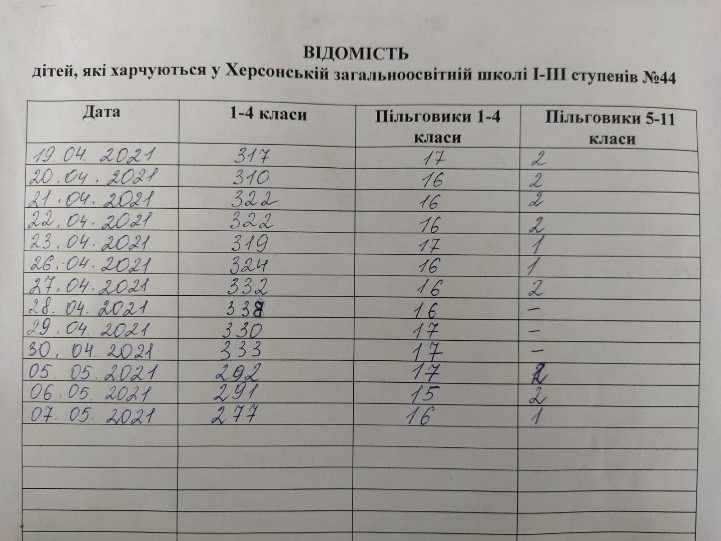 ВІДОМІСТЬ
дітей, які харчуються у Херсонській загальноосвітній школі І-ІІІ ступенів №44
Дата 1-4 класи Пільговики 1-4 класи Пільговики 5-11 класи
19 04. 2021 317 17 2
20.04. 2021 310 16 2
21.04.2021 322 16 2
22.04.2021 322 16 2
23.04.2021 319 17 1
26.04.2021 324 16 1
27.04.2021 332 16 2
28.04.2021 338 16 –
29.04.2021 330 17 –
30.04.2021 333 17 –
05 05.2021 292 17 2
06.05.2021 291 15 2
07.05.2021 277 16 1